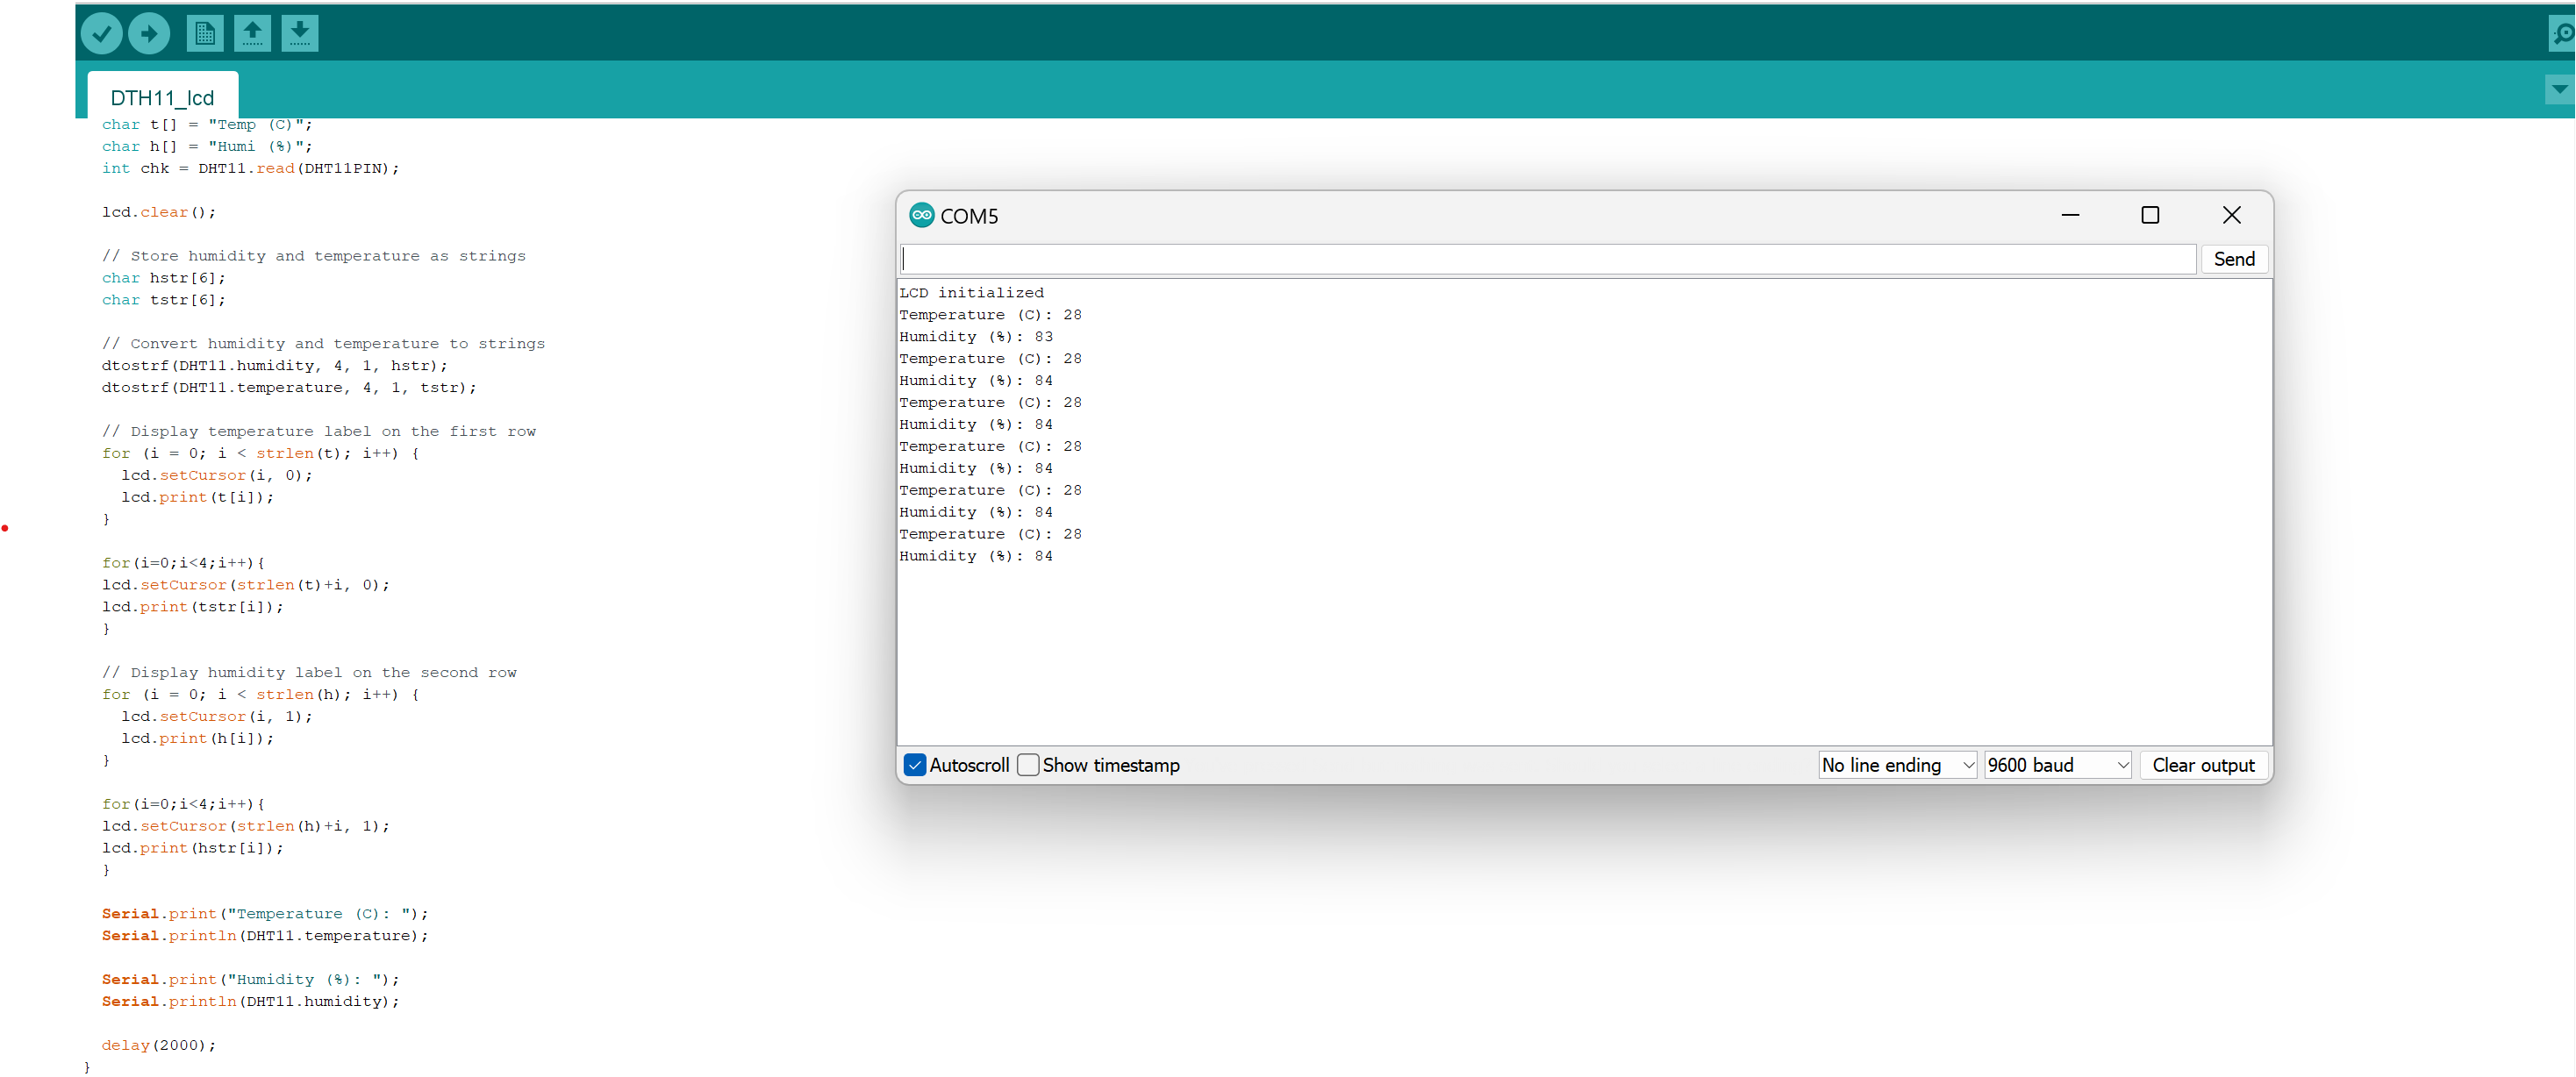 DTH11_lcd
char t[] = "Temp (C)";
char h[] = "Humi (%)";
int chk = DHT11.read(DHT11PIN);
lcd.clear();
// Store humidity and temperature as strings
char hstr[6];
char tstr[6];
// Convert humidity and temperature to strings
dtostrf(DHT11.humidity, 4, 1, hstr);
dtostrf(DHT11.temperature, 4, 1, tstr);
// Display temperature label on the first row
for (i = 0; i < strlen(t); i++) {
lcd.setCursor(i, 0);
lcd.print(t[i]);
}
for(i=0;i<4;i++){
lcd.setCursor(strlen(t)+i, 0);
lcd.print(tstr[i]);
}
// Display humidity label on the second row
for (i = 0; i < strlen(h); i++) {
lcd.setCursor(i, 1);
lcd.print(h[i]);
}
for(i=0;i<4;i++){
lcd.setCursor(strlen(h)+i, 1);
lcd.print(hstr[i]);
}
Serial.print("Temperature (C): ");
Serial.println(DHT11.temperature);
Serial.print("Humidity (%): ");
Serial.println(DHT11.humidity);
delay(2000);
}
COM5
Send
LCD initialized
Temperature (C): 28
Humidity (%): 83
Temperature (C): 28
Humidity (%): 84
Temperature (C): 28
Humidity (%): 84
Temperature (C): 28
Humidity (%): 84
Temperature (C): 28
Humidity (%): 84
Temperature (C): 28
Humidity (%): 84
Autoscroll Show timestamp No line ending 9600 baud Clear output